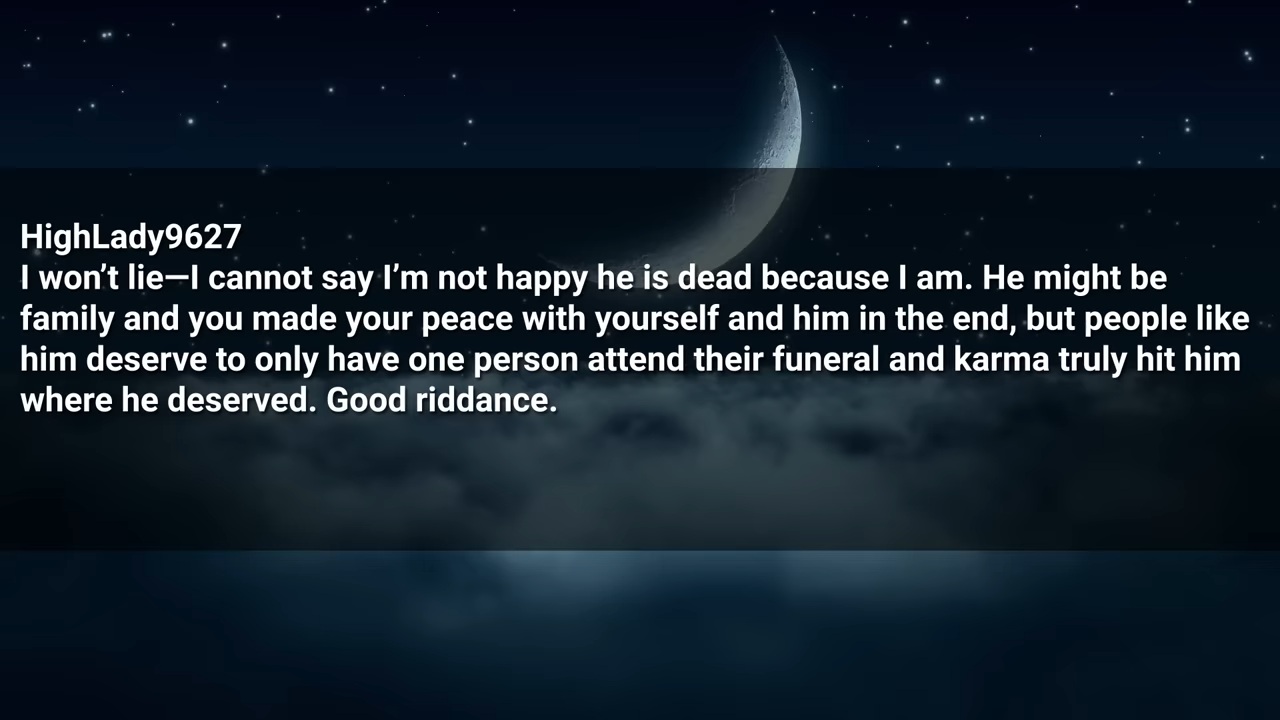 HighLady9627
I won’t lie—I cannot say I’m not happy he is dead because I am. He might be
family and you made your peace with yourself and him in the end, but people like
him deserve to only have one person attend their funeral and karma truly hit him
where he deserved. Good riddance.